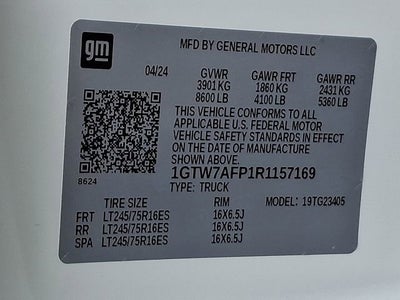 gm
MFD BY GENERAL MOTORS LLC
04/24 GVWR GAWR FRT GAWR RR
3901 KG 1860 KG 2431 KG
8600 LB 4100 LB 5360 LB
THIS VEHICLE CONFORMS TO ALL
APPLICABLE U.S. FEDERAL MOTOR
VEHICLE SAFETY STANDARDS IN EFFECT
ON THE DATE OF MANUFACTURE
SHOWN ABOVE.
8624
1GTW7AFP1R1157169
TYPE: TRUCK MODEL: 19TG23405
TIRE SIZE RIM
FRT LT245/75R16ES 16X6.5J
RR LT245/75R16ES 16X6.5J
SPA LT245/75R16ES 16X6.5J